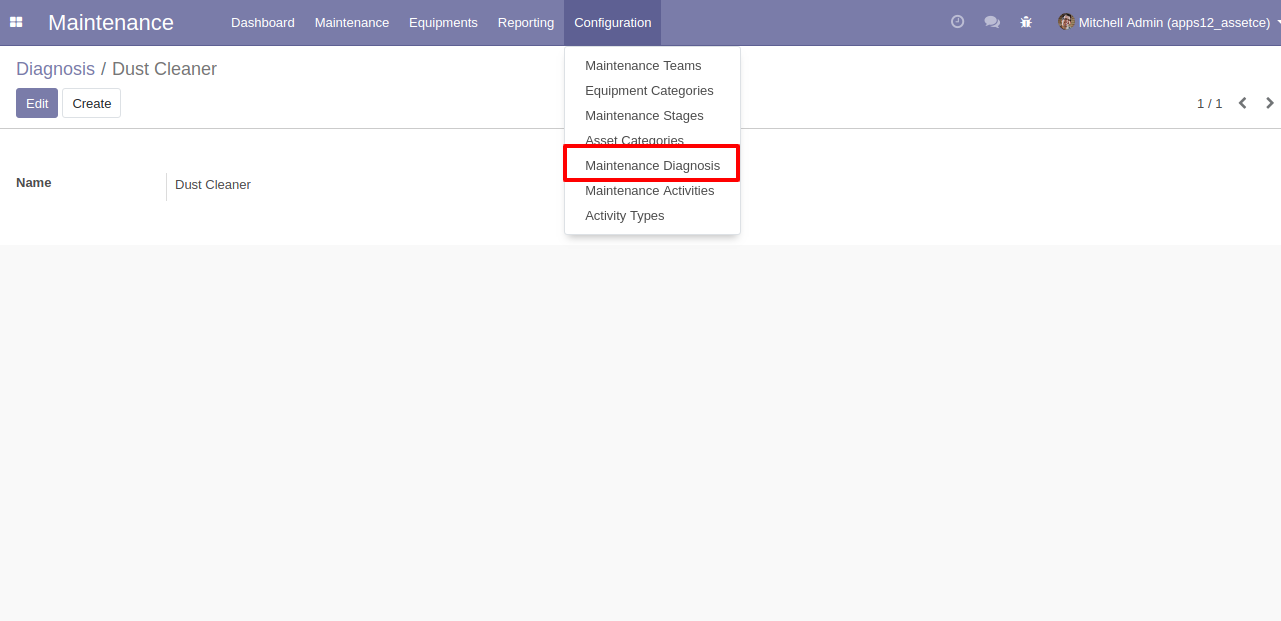 Maintenance Dashboard Maintenance Equipments Reporting Configuration Mitchell Admin (apps12_assetce)
Diagnosis / Dust Cleaner
Edit Create 1 / 1
Name Dust Cleaner
Maintenance Teams
Equipment Categories
Maintenance Stages
Asset Categories
Maintenance Diagnosis
Maintenance Activities
Activity Types